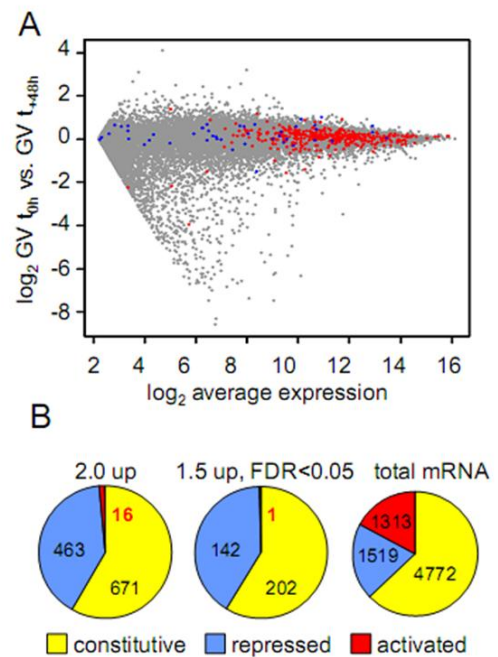 A
log2 GV t0h vs. GV t+48h
4
2
0
-2
-4
-6
-8
2 4 6 8 10 12 14 16
log2 average expression
B
2.0 up 1.5 up, FDR<0.05 total mRNA
16 1 1313
463 142 1519
671 202 4772
constitutive repressed activated